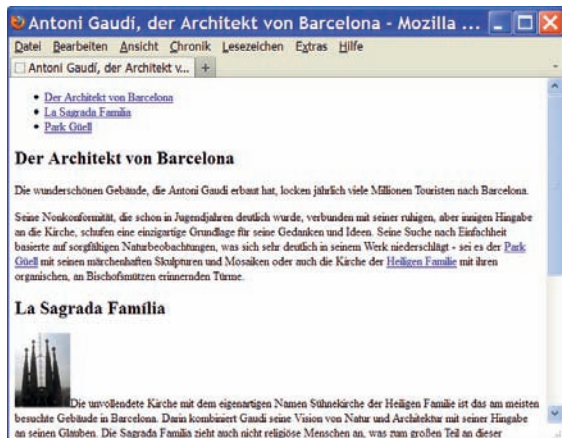 Antoni Gaudí, der Architekt von Barcelona - Mozilla ...
Datei Bearbeiten Ansicht Chronik Lesezeichen Extras Hilfe
Antoni Gaudí, der Architekt v... +
• Der Architekt von Barcelona
• La Sagrada Família
• Park Güell
Der Architekt von Barcelona
Die wunderschönen Gebäude, die Antoni Gaudí erbaut hat, locken jährlich viele Millionen Touristen nach Barcelona.
Seine Nonkonformität, die schon in Jugendjahren deutlich wurde, verbunden mit seiner ruhigen, aber innigen Hingabe
an die Kirche, schufen eine einzigartige Grundlage für seine Gedanken und Ideen. Seine Suche nach Einfachheit
basierte auf sorgfältigen Naturbeobachtungen, was sich sehr deutlich in seinem Werk niederschlägt - sei es der Park
Güell mit seinen märchenhaften Skulpturen und Mosaiken oder auch die Kirche der Heiligen Familie mit ihren
organischen, an Bischofsmützen erinnernden Türme.
La Sagrada Família
Die unvollendete Kirche mit dem eigenartigen Namen Sühnekirche der Heiligen Familie ist das am meisten
besuchte Gebäude in Barcelona. Darin kombiniert Gaudí seine Vision von Natur und Architektur mit seiner Hingabe
an seinen Glauben. Die Sagrada Família zieht auch nicht religiöse Menschen an, was zum großen Teil an dieser